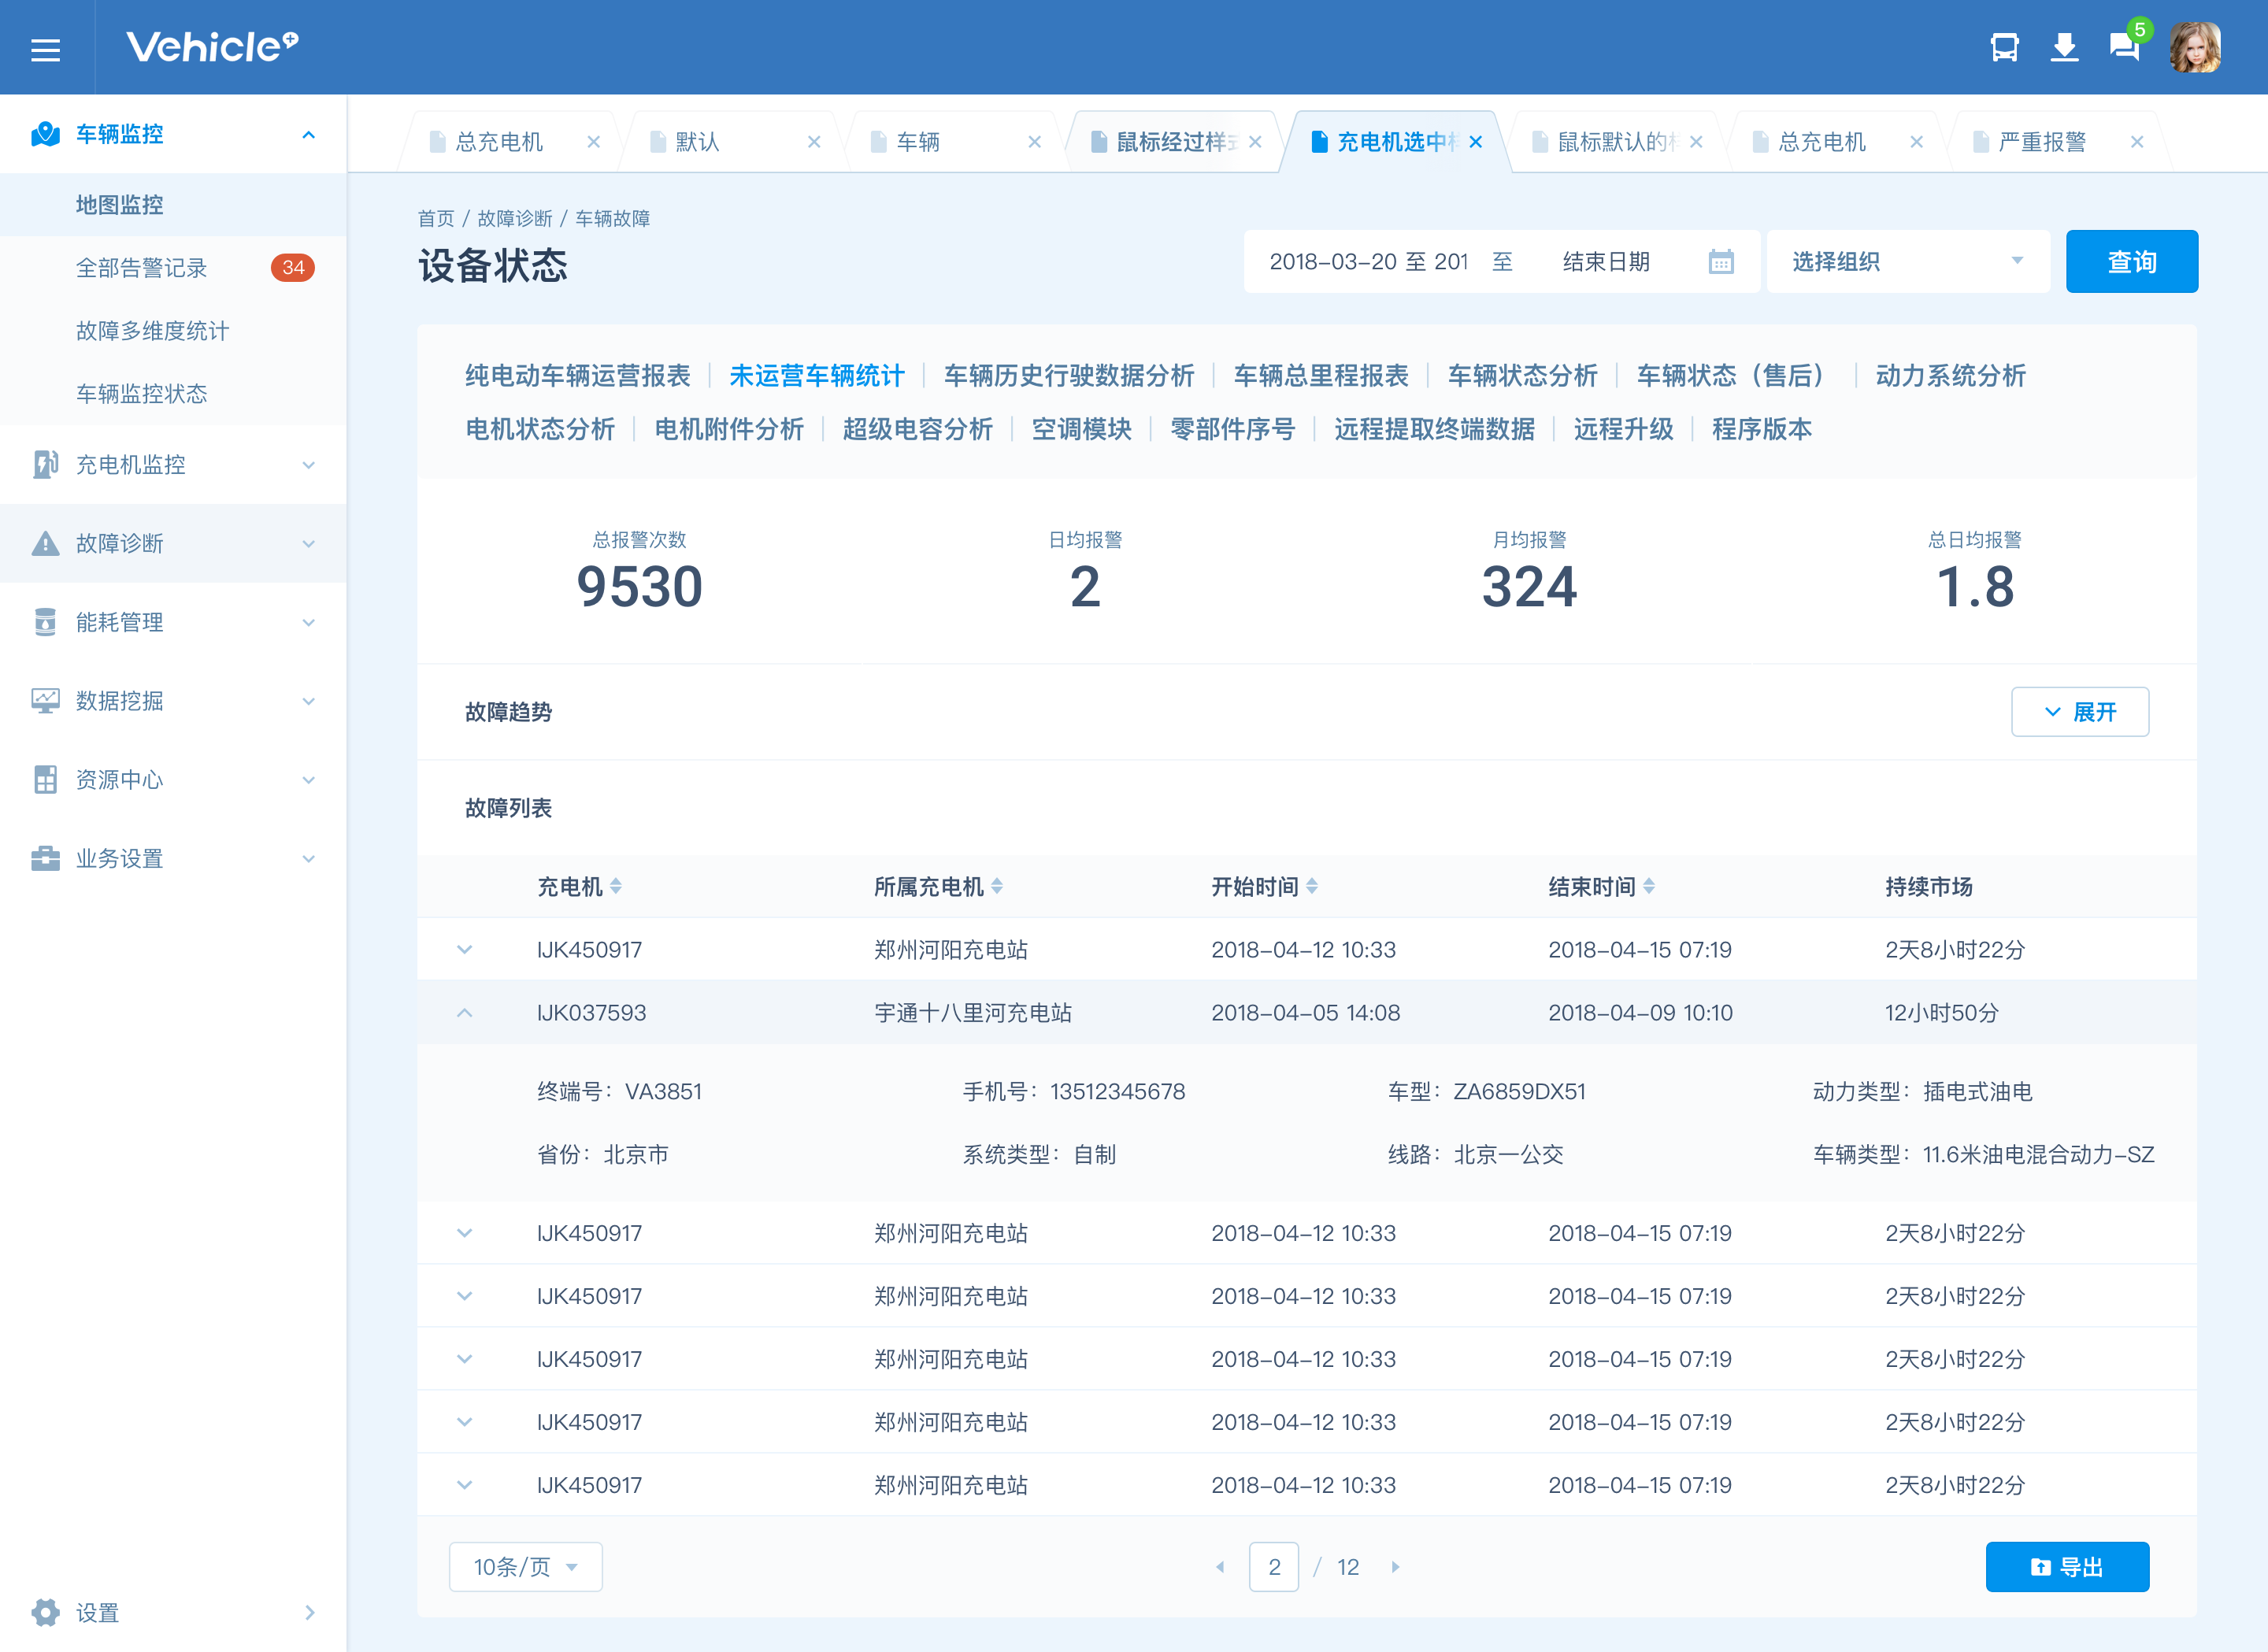 Vehicle+
5
车辆监控
地图监控
全部告警记录 34
故障多维度统计
车辆监控状态
充电机监控
故障诊断
能耗管理
数据挖掘
资源中心
业务设置
设置
总充电机
默认
车辆
鼠标经过样
充电机选中
鼠标默认的
总充电机
严重报警
首页 / 故障诊断 / 车辆故障
设备状态
2018-03-20 至 201 至 结束日期
选择组织
查询
纯电动车辆运营报表 | 未运营车辆统计 | 车辆历史行驶数据分析 | 车辆总里程报表 | 车辆状态分析 | 车辆状态（售后） | 动力系统分析
电机状态分析 | 电机附件分析 | 超级电容分析 | 空调模块 | 零部件序号 | 远程提取终端数据 | 远程升级 | 程序版本
总报警次数 日均报警 月均报警 总日均报警
9530 2 324 1.8
故障趋势 展开
故障列表
充电机 所属充电机 开始时间 结束时间 持续市场
IJK450917 郑州河阳充电站 2018-04-12 10:33 2018-04-15 07:19 2天8小时22分
IJK037593 宇通十八里河充电站 2018-04-05 14:08 2018-04-09 10:10 12小时50分
终端号：VA3851 手机号：13512345678 车型：ZA6859DX51 动力类型：插电式油电
省份：北京市 系统类型：自制 线路：北京一公交 车辆类型：11.6米油电混合动力-SZ
IJK450917 郑州河阳充电站 2018-04-12 10:33 2018-04-15 07:19 2天8小时22分
IJK450917 郑州河阳充电站 2018-04-12 10:33 2018-04-15 07:19 2天8小时22分
IJK450917 郑州河阳充电站 2018-04-12 10:33 2018-04-15 07:19 2天8小时22分
IJK450917 郑州河阳充电站 2018-04-12 10:33 2018-04-15 07:19 2天8小时22分
IJK450917 郑州河阳充电站 2018-04-12 10:33 2018-04-15 07:19 2天8小时22分
10条/页 2 / 12 导出